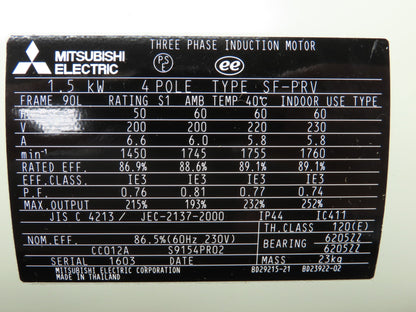 THREE PHASE INDUCTION MOTOR
MITSUBISHI
ELECTRIC
PS
E
ee
1.5 kW 4 POLE TYPE SF-PRV
FRAME 90L RATING S1 AMB TEMP 40℃ INDOOR USE TYPE
Hz 50 60 60 60
V 200 200 220 230
A 6.6 6.0 5.8 5.8
min⁻¹ 1450 1745 1755 1760
RATED EFF. 86.9% 88.6% 89.1% 89.1%
EFF.CLASS IE3 IE3 IE3 IE3
P.F. 0.76 0.81 0.77 0.74
MAX.OUTPUT 215% 193% 232% 252%
JIS C 4213 / JEC-2137-2000 IP44 IC411
TH.CLASS 120(E)
NOM.EFF. 86.5%(60Hz 230V) BEARING 6205ZZ
6205ZZ
CC012A S9154PR02
SERIAL 1603 DATE MASS 23kg
MITSUBISHI ELECTRIC CORPORATION BD29215-21 BD23922-02
MADE IN THAILAND